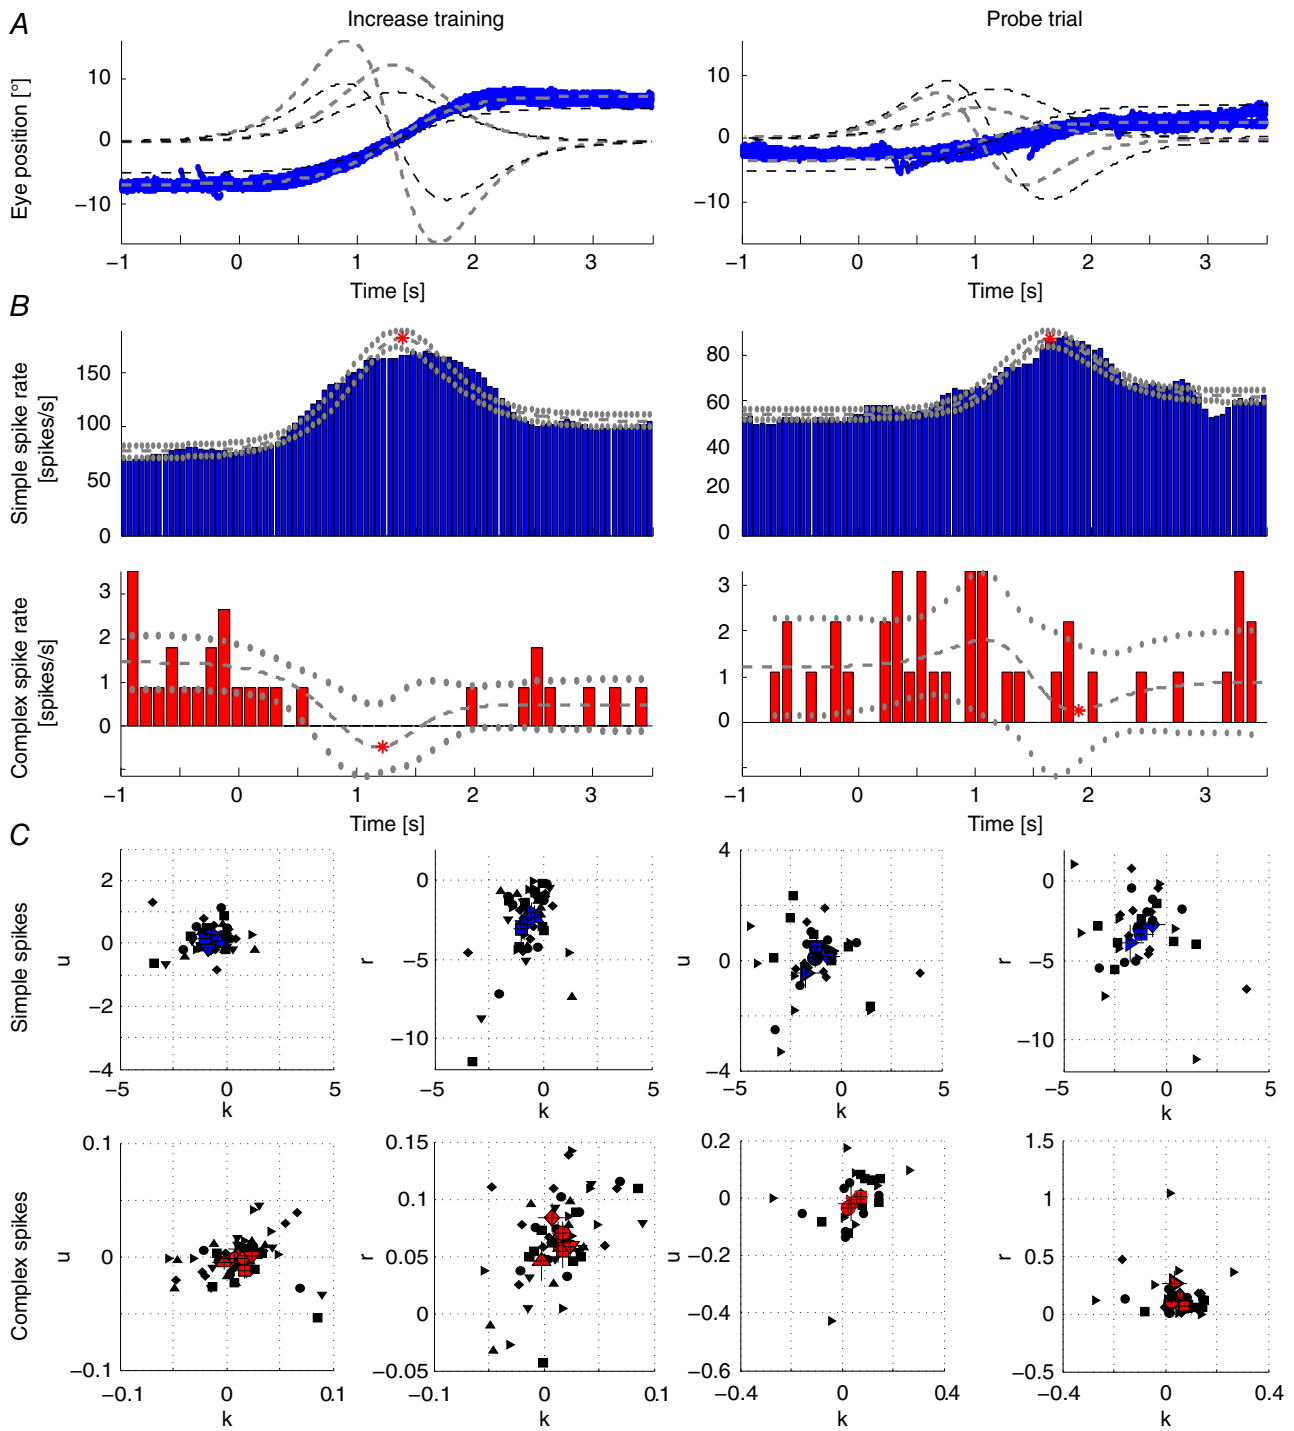 A
Increase training
Probe trial
Eye position [°]
10
0
−10
−1 0 1 2 3
Time [s]
10
0
−10
−1 0 1 2 3
Time [s]
B
Simple spike rate
[spikes/s]
150
100
50
0
80
60
40
20
0
Complex spike rate
[spikes/s]
3
2
1
0
−1 0 1 2 3
Time [s]
3
2
1
0
−1 0 1 2 3
Time [s]
C
Simple spikes
u
2
0
−2
−4
−5 0 5
k
r
0
−5
−10
−5 0 5
k
u
4
0
−4
−5 0 5
k
r
0
−5
−10
−5 0 5
k
Complex spikes
u
0.1
0
−0.1
−0.1 0 0.1
k
r
0.15
0.1
0.05
0
−0.05
−0.1 0 0.1
k
u
0.2
0
−0.2
−0.4
−0.6
−0.4 0 0.4
k
r
1.5
1
0.5
0
−0.5
−0.4 0 0.4
k